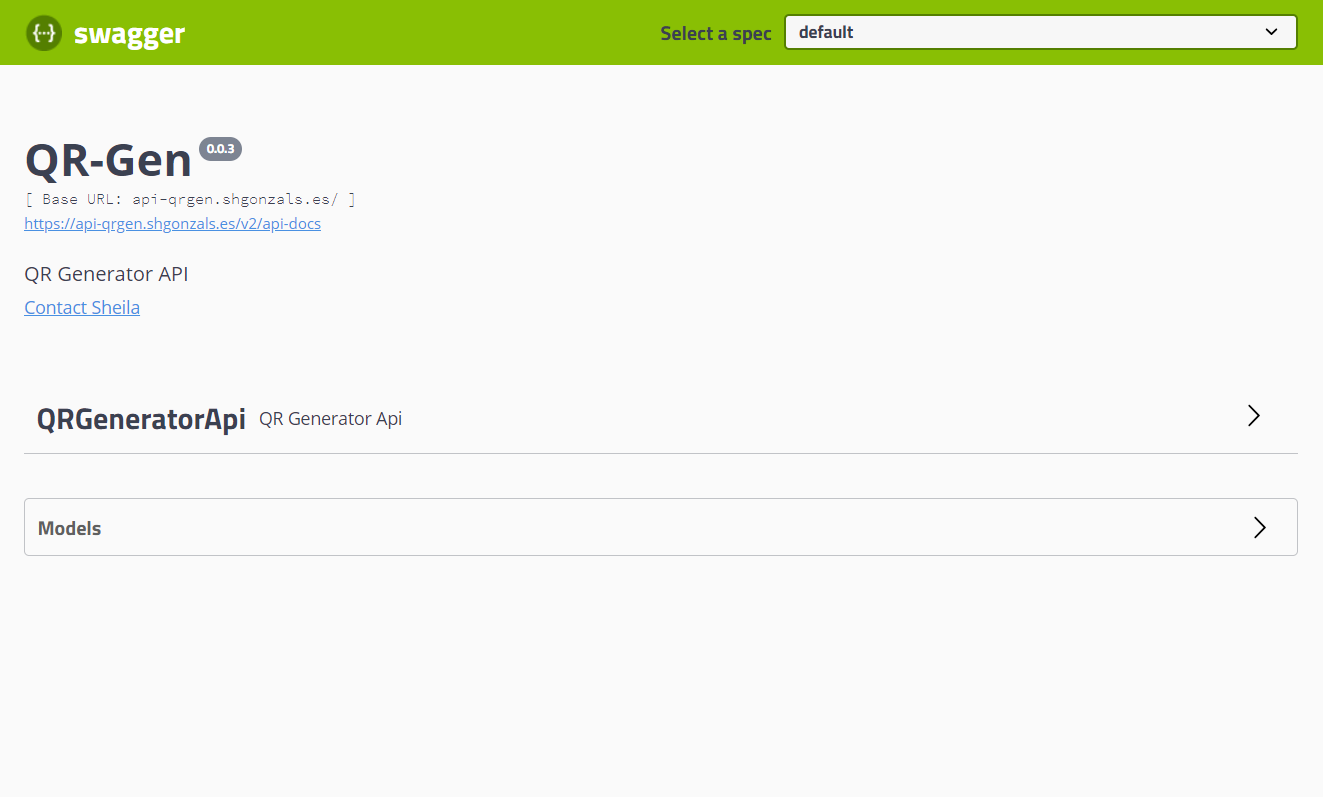 {···} swagger
Select a spec default
QR-Gen 0.0.3
[ Base URL: api-qrgen.shgonzals.es/ ]
https://api-qrgen.shgonzals.es/v2/api-docs
QR Generator API
Contact Sheila
QRGeneratorApi QR Generator Api
Models